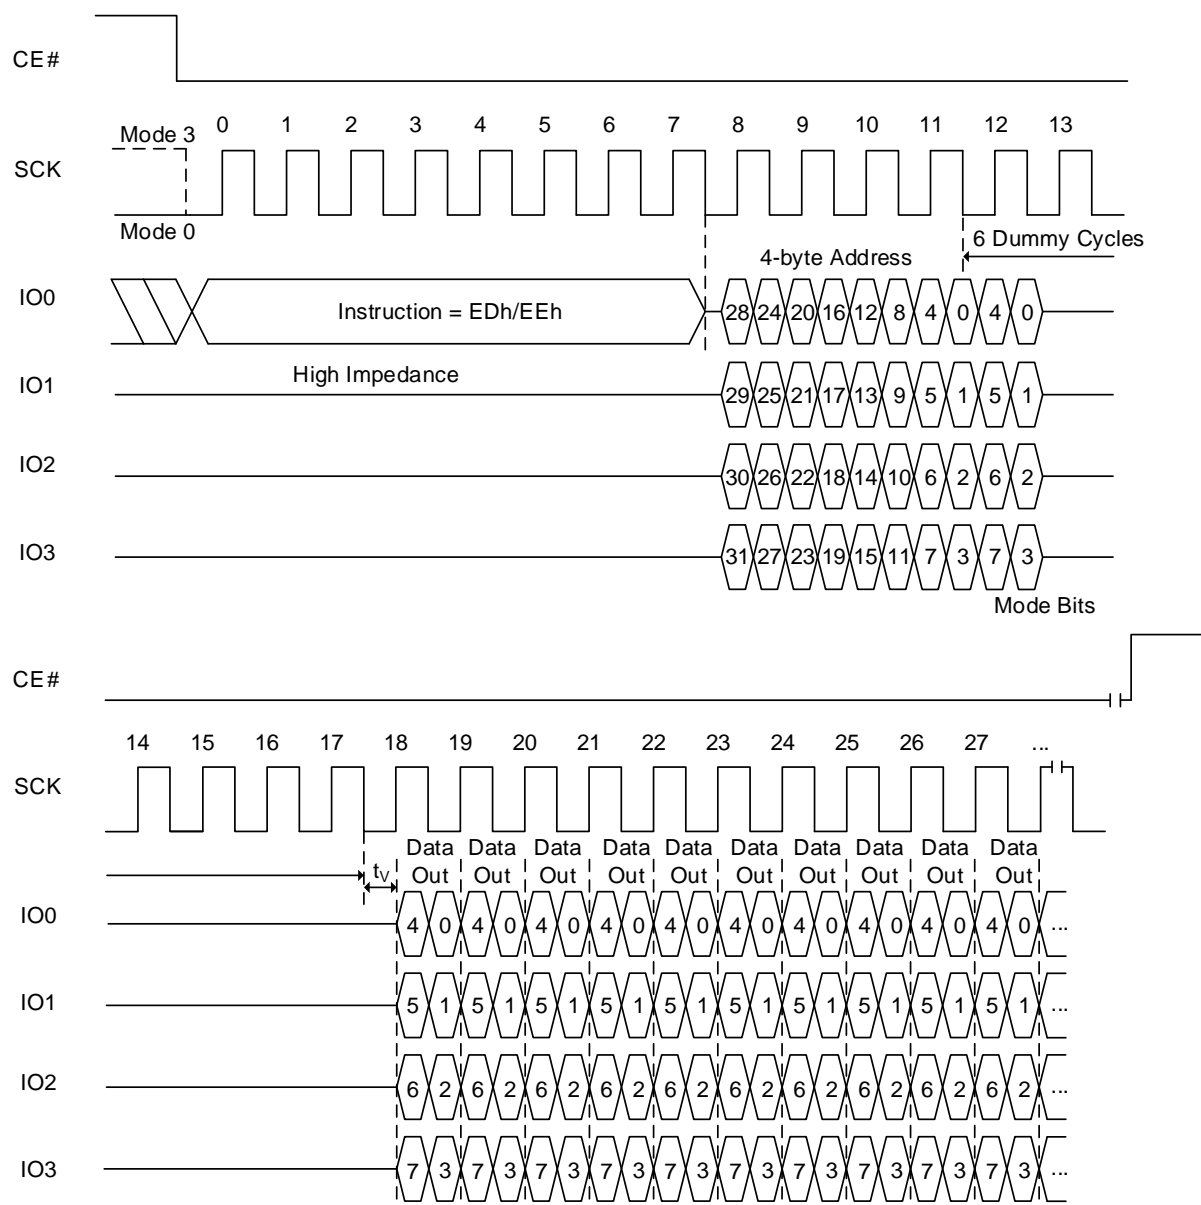 CE#
Mode 3 0 1 2 3 4 5 6 7 8 9 10 11 12 13
SCK
Mode 0
6 Dummy Cycles
4-byte Address
IO0 Instruction = EDh/EEh 28 24 20 16 12 8 4 0 4 0
High Impedance
IO1 29 25 21 17 13 9 5 1 5 1
IO2 30 26 22 18 14 10 6 2 6 2
IO3 31 27 23 19 15 11 7 3 7 3
Mode Bits
CE#
14 15 16 17 18 19 20 21 22 23 24 25 26 27 ...
SCK
Data Data Data Data Data Data Data Data Data Data
tV Out Out Out Out Out Out Out Out Out Out
IO0 4 0 4 0 4 0 4 0 4 0 4 0 4 0 4 0 4 0 4 0 ...
IO1 5 1 5 1 5 1 5 1 5 1 5 1 5 1 5 1 5 1 5 1 ...
IO2 6 2 6 2 6 2 6 2 6 2 6 2 6 2 6 2 6 2 6 2 ...
IO3 7 3 7 3 7 3 7 3 7 3 7 3 7 3 7 3 7 3 7 3 ...